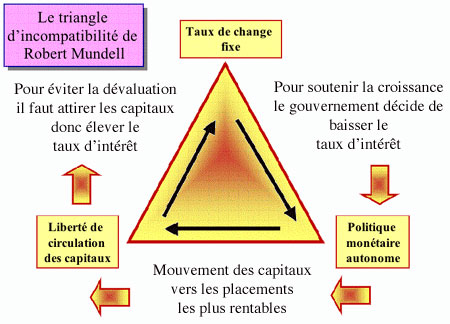 Le triangle
d'incompatibilité de
Robert Mundell
Taux de change
fixe
Pour éviter la dévaluation
il faut attirer les capitaux
donc élever le
taux d'intérêt
Pour soutenir la croissance
le gouvernement décide de
baisser le
taux d'intérêt
Liberté de
circulation
des capitaux
Politique
monétaire
autonome
Mouvement des capitaux
vers les placements
les plus rentables